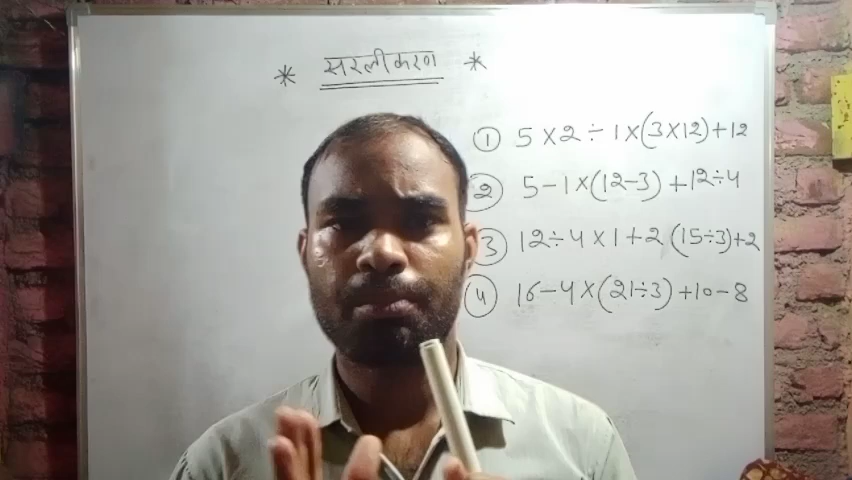 * सरलीकरण *
① 5 × 2 ÷ 1 × (3 × 12) + 12
② 5 - 1 × (12 - 3) + 12 ÷ 4
③ 12 ÷ 4 × 1 + 2 (15 ÷ 3) + 2
④ 16 - 4 × (21 ÷ 3) + 10 - 8